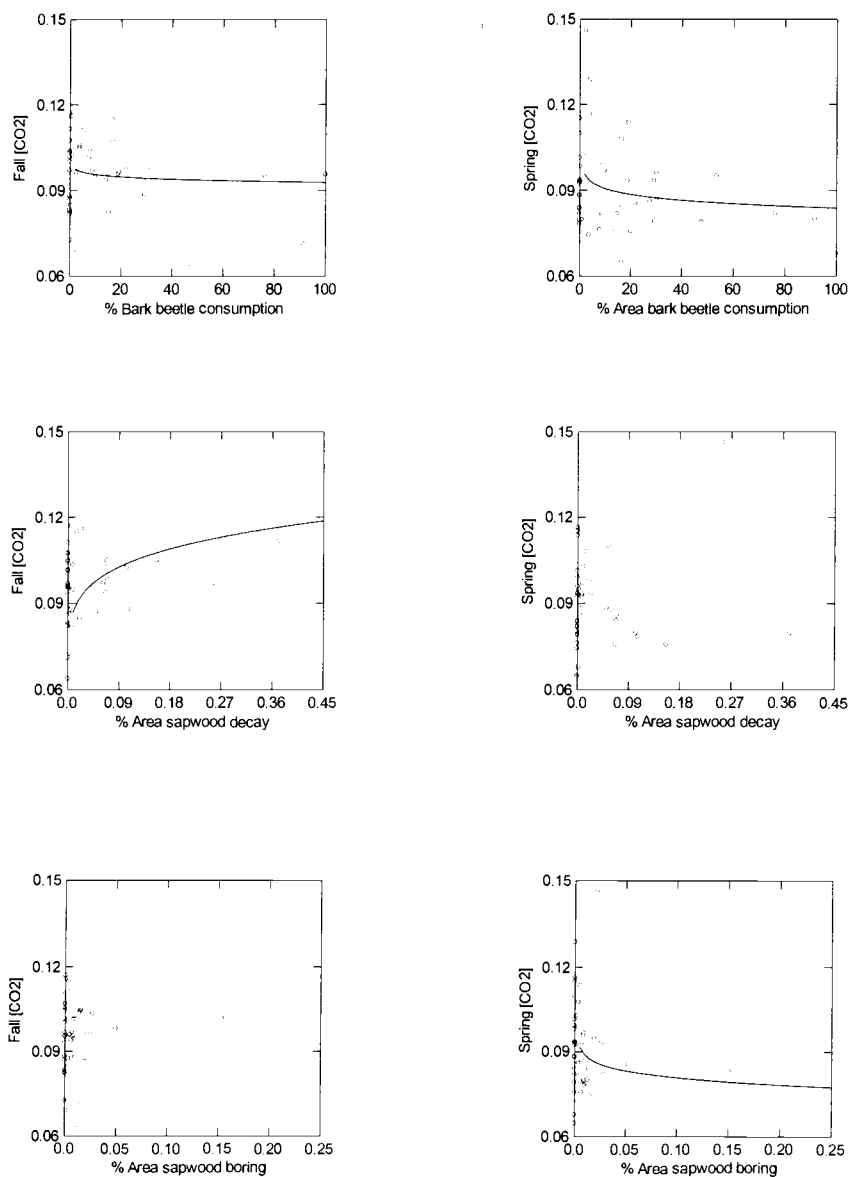 0.15
0.12
0.09
0.06
Fall [CO2]
0 20 40 60 80 100
% Bark beetle consumption
0.15
0.12
0.09
0.06
Spring [CO2]
0 20 40 60 80 100
% Area bark beetle consumption
0.15
0.12
0.09
0.06
Fall [CO2]
0.0 0.09 0.18 0.27 0.36 0.45
% Area sapwood decay
0.15
0.12
0.09
0.06
Spring [CO2]
0.0 0.09 0.18 0.27 0.36 0.45
% Area sapwood decay
0.15
0.12
0.09
0.06
Fall [CO2]
0.0 0.05 0.10 0.15 0.20 0.25
% Area sapwood boring
0.15
0.12
0.09
0.06
Spring [CO2]
0.0 0.05 0.10 0.15 0.20 0.25
% Area sapwood boring